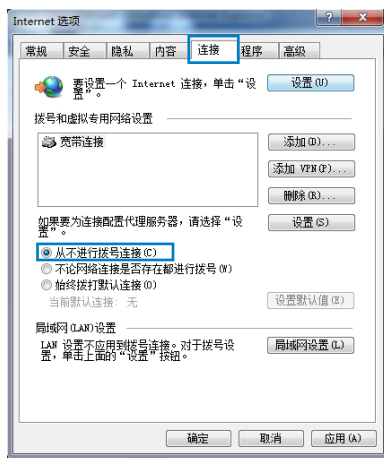 Internet 选项
常规 安全 隐私 内容 连接 程序 高级
要设置一个 Internet 连接，单击“设
置”。
设置(U)
拨号和虚拟专用网络设置
宽带连接
添加(D)...
添加 VPN(P)...
删除(R)...
如果要为连接配置代理服务器，请选择“设
置”。
设置(S)
从不进行拨号连接(C)
不论网络连接是否存在都进行拨号(W)
始终拨打默认连接(O)
当前默认连接: 无
设置默认值(E)
局域网(LAN)设置
LAN 设置不应用到拨号连接。对于拨号设
置，单击上面的“设置”按钮。
局域网设置(L)
确定 取消 应用(A)